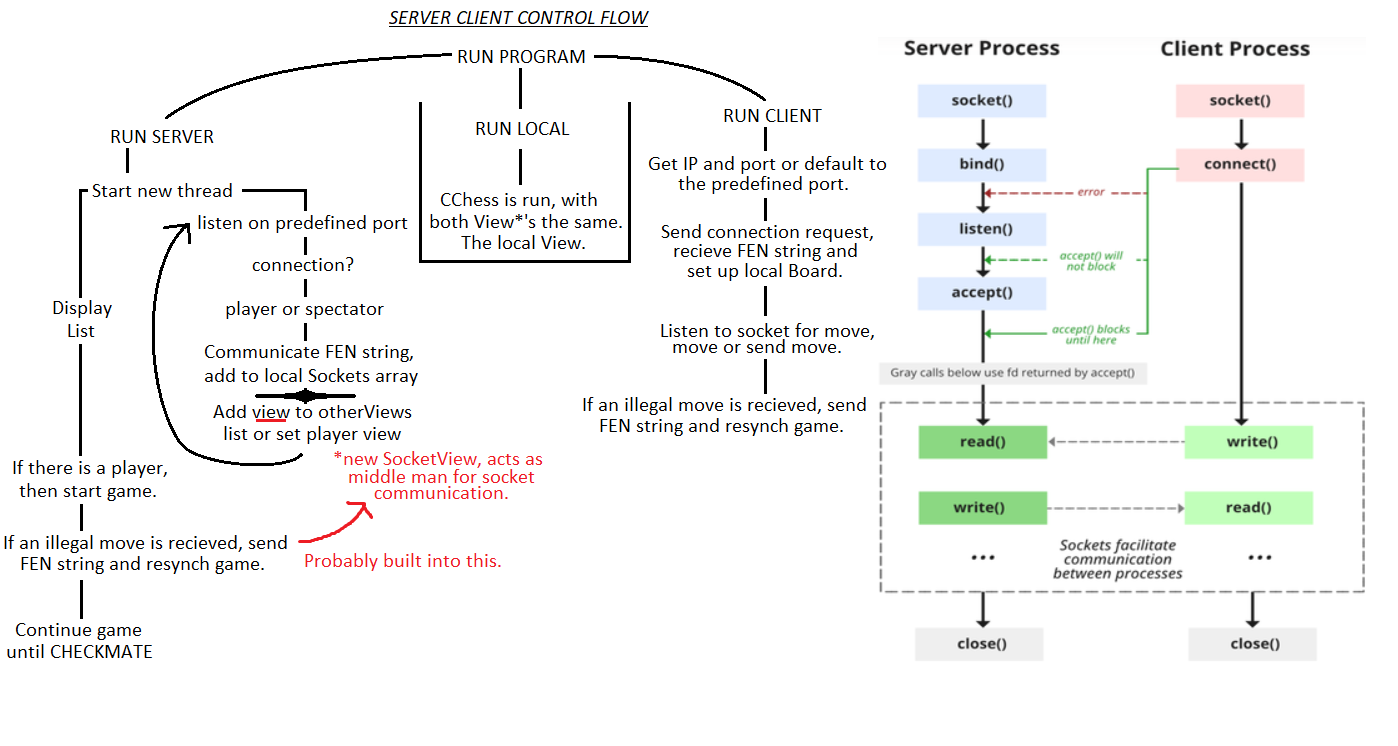 SERVER CLIENT CONTROL FLOW
RUN PROGRAM
RUN SERVER
Start new thread
listen on predefined port
connection?
player or spectator
Communicate FEN string,
add to local Sockets array
Add view to otherViews
list or set player view
*new SocketView, acts as
middle man for socket
communication.
Display
List
If there is a player,
then start game.
If an illegal move is recieved, send
FEN string and resynch game.
Probably built into this.
Continue game
until CHECKMATE
RUN LOCAL
CChess is run, with
both View*'s the same.
The local View.
RUN CLIENT
Get IP and port or default to
the predefined port.
Send connection request,
recieve FEN string and
set up local Board.
Listen to socket for move,
move or send move.
If an illegal move is recieved, send
FEN string and resynch game.
Server Process
Client Process
socket()
socket()
bind()
connect()
error
listen()
accept() will
not block
accept()
accept() blocks
until here
Gray calls below use fd returned by accept()
read()
write()
write()
read()
...
Sockets facilitate
communication
between processes
...
close()
close()